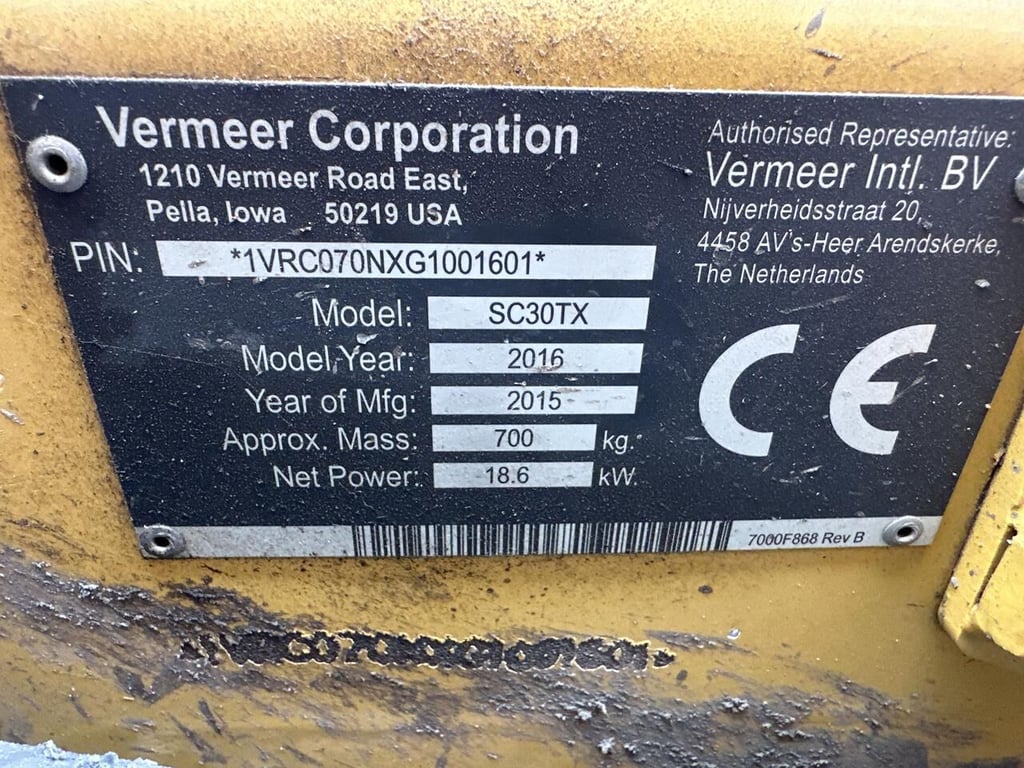 Vermeer Corporation
1210 Vermeer Road East,
Pella, Iowa 50219 USA
PIN: *1VRC070NXG1001601*
Model: SC30TX
Model Year: 2016
Year of Mfg: 2015
Approx. Mass: 700 kg.
Net Power: 18.6 kW.
Authorised Representative:
Vermeer Intl. BV
Nijverheidsstraat 20,
4458 AV's-Heer Arendskerke,
The Netherlands
CE
7000F868 Rev B
*1VRC070NXG1001601*